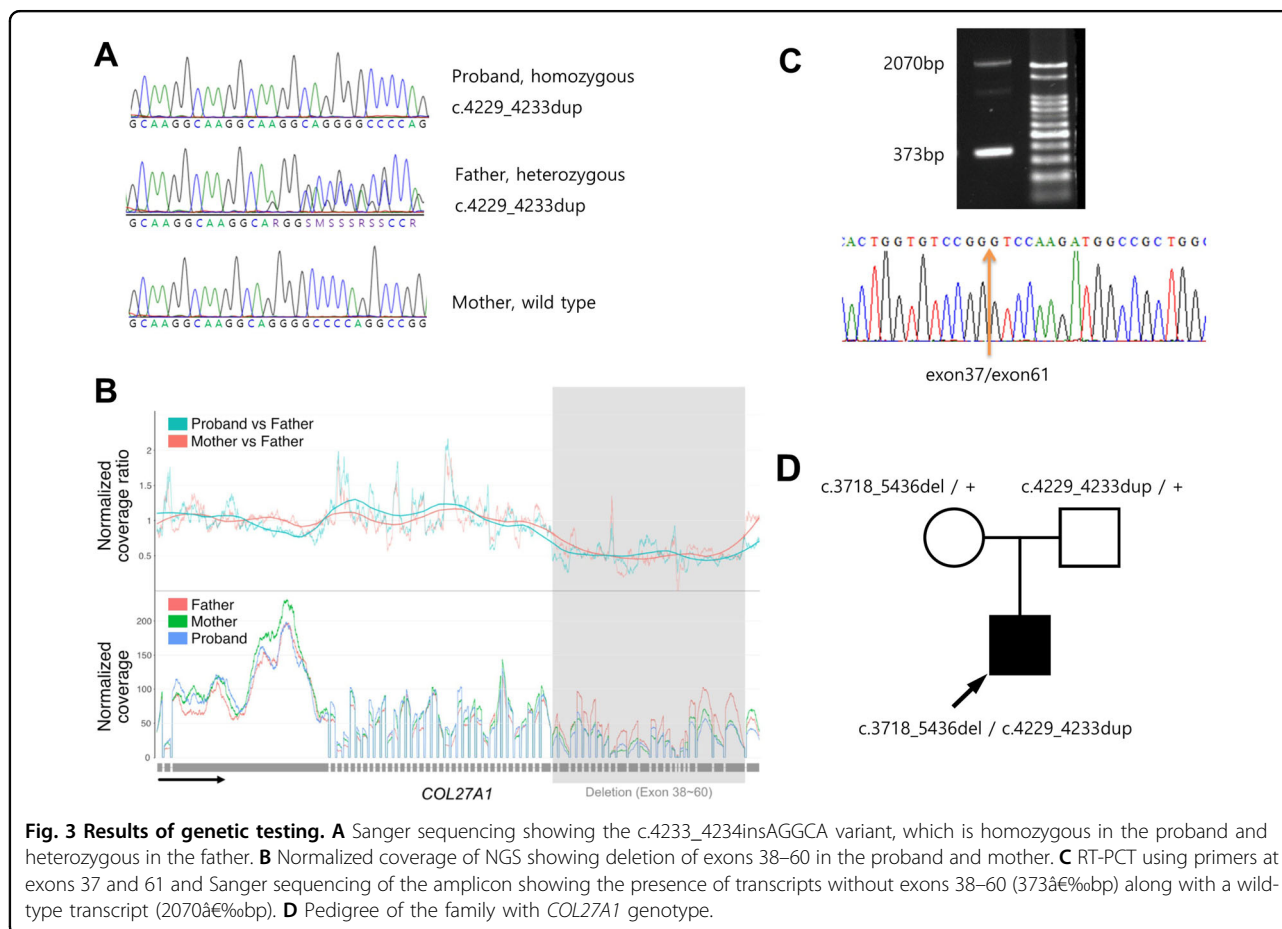 A
Proband, homozygous
c.4229_4233dup
GCAAGGCAAGGCAAGGCAGGGGCCCCAG
Father, heterozygous
c.4229_4233dup
GCAAGGCAAGGCARGGSMSSSRSSCCR
Mother, wild type
GCAAGGCAAGGCAGGGGCCCCAGGCCGG
B
Proband vs Father
Mother vs Father
Normalized
coverage ratio
2
1.5
1
0.5
Father
Mother
Proband
Normalized
coverage
200
150
100
50
0
COL27A1
Deletion (Exon 38~60)
C
2070bp
373bp
CACTGGTGTCCGGGTCCAAGATGGCCGCTGGC
exon37/exon61
D
c.3718_5436del / +
c.4229_4233dup / +
c.3718_5436del / c.4229_4233dup
Fig. 3 Results of genetic testing. A Sanger sequencing showing the c.4233_4234insAGGCA variant, which is homozygous in the proband and
heterozygous in the father. B Normalized coverage of NGS showing deletion of exons 38–60 in the proband and mother. C RT-PCT using primers at
exons 37 and 61 and Sanger sequencing of the amplicon showing the presence of transcripts without exons 38–60 (373â€‰bp) along with a wild-
type transcript (2070â€‰bp). D Pedigree of the family with COL27A1 genotype.